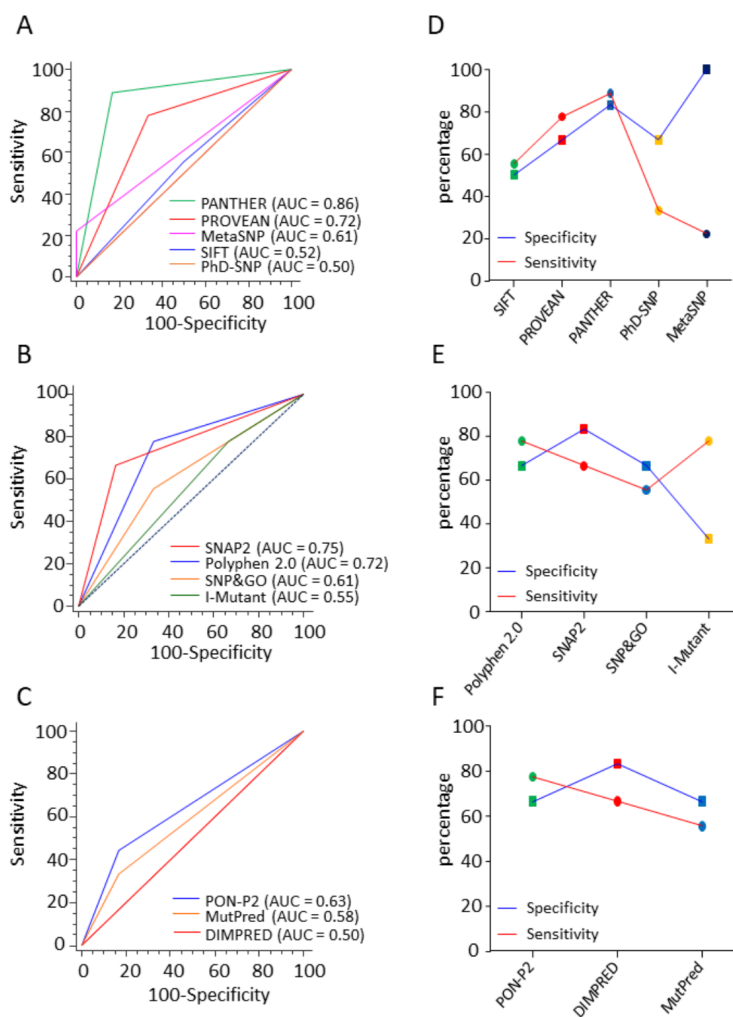 A
Sensitivity
100
80
60
40
20
0
PANTHER (AUC = 0.86)
PROVEAN (AUC = 0.72)
MetaSNP (AUC = 0.61)
SIFT (AUC = 0.52)
PhD-SNP (AUC = 0.50)
0 20 40 60 80 100
100-Specificity
D
percentage
100
80
60
40
20
0
Specificity
Sensitivity
SIFT
PROVEAN
PANTHER
PhD-SNP
MetaSNP
B
Sensitivity
100
80
60
40
20
0
SNAP2 (AUC = 0.75)
Polyphen 2.0 (AUC = 0.72)
SNP&GO (AUC = 0.61)
I-Mutant (AUC = 0.55)
0 20 40 60 80 100
100-Specificity
E
percentage
100
80
60
40
20
0
Specificity
Sensitivity
Polyphen 2.0
SNAP2
SNP&GO
I-Mutant
C
Sensitivity
100
80
60
40
20
0
PON-P2 (AUC = 0.63)
MutPred (AUC = 0.58)
DIMPRED (AUC = 0.50)
0 20 40 60 80 100
100-Specificity
F
percentage
100
80
60
40
20
0
Specificity
Sensitivity
PON-P2
DIMPRED
MutPred